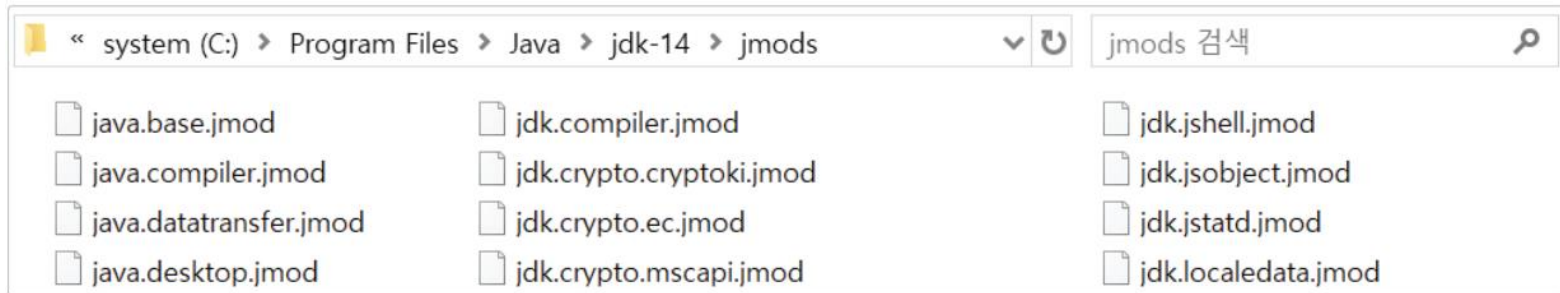 « system (C:) > Program Files > Java > jdk-14 > jmods
jmods 검색
java.base.jmod
java.compiler.jmod
java.datatransfer.jmod
java.desktop.jmod
jdk.compiler.jmod
jdk.crypto.cryptoki.jmod
jdk.crypto.ec.jmod
jdk.crypto.mscapi.jmod
jdk.jshell.jmod
jdk.jsobject.jmod
jdk.jstatd.jmod
jdk.localedata.jmod